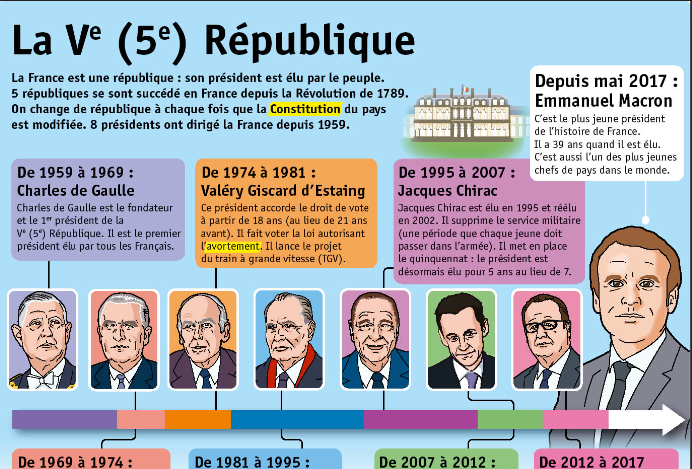 La Vᵉ (5ᵉ) République
La France est une république : son président est élu par le peuple.
5 républiques se sont succédé en France depuis la Révolution de 1789.
On change de république à chaque fois que la Constitution du pays
est modifiée. 8 présidents ont dirigé la France depuis 1959.
Depuis mai 2017 :
Emmanuel Macron
C'est le plus jeune président
de l'histoire de France.
Il a 39 ans quand il est élu.
C'est aussi l'un des plus jeunes
chefs de pays dans le monde.
De 1959 à 1969 :
Charles de Gaulle
Charles de Gaulle est le fondateur
et le 1ᵉʳ président de la
Vᵉ (5ᵉ) République. Il est le premier
président élu par tous les Français.
De 1974 à 1981 :
Valéry Giscard d'Estaing
Ce président accorde le droit de vote
à partir de 18 ans (au lieu de 21 ans
avant). Il fait voter la loi autorisant
l'avortement. Il lance le projet
du train à grande vitesse (TGV).
De 1995 à 2007 :
Jacques Chirac
Jacques Chirac est élu en 1995 et réélu
en 2002. Il supprime le service militaire
(une période que chaque jeune doit
passer dans l'armée). Il met en place
le quinquennat : le président est
désormais élu pour 5 ans au lieu de 7.
De 1969 à 1974 :
De 1981 à 1995 :
De 2007 à 2012 :
De 2012 à 2017